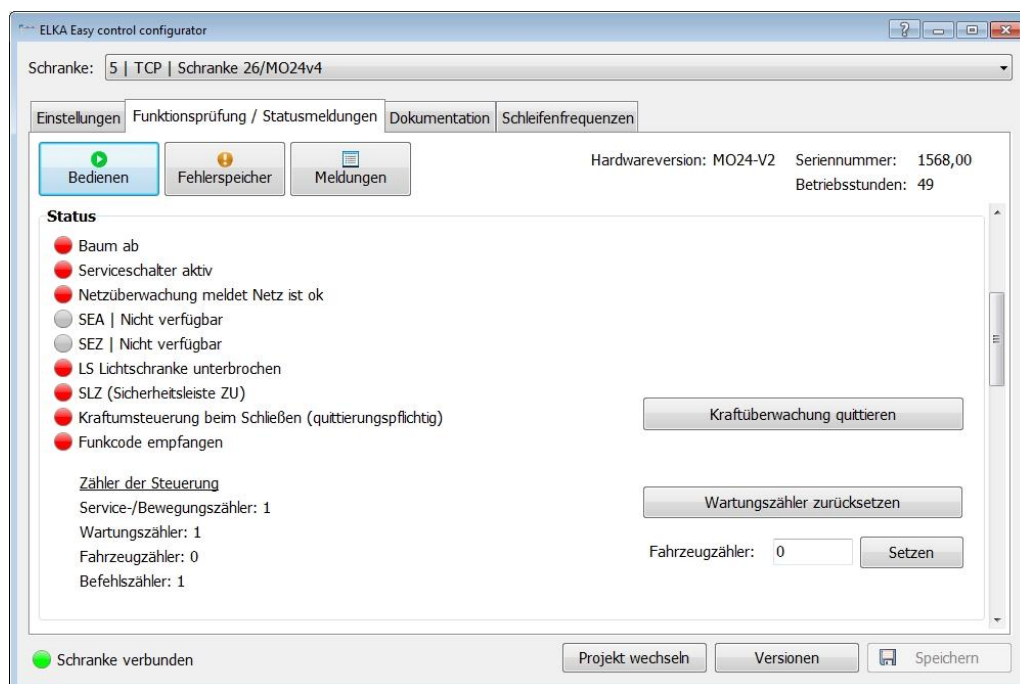 ELKA Easy control configurator
Schranke: 5 | TCP | Schranke 26/MO24v4
Einstellungen Funktionsprüfung / Statusmeldungen Dokumentation Schleifenfrequenzen
Bedienen Fehlerspeicher Meldungen
Hardwareversion: MO24-V2 Seriennummer: 1568,00
Betriebsstunden: 49
Status
Baum ab
Serviceschalter aktiv
Netzüberwachung meldet Netz ist ok
SEA | Nicht verfügbar
SEZ | Nicht verfügbar
LS Lichtschranke unterbrochen
SLZ (Sicherheitsleiste ZU)
Kraftumsteuerung beim Schließen (quittierungspflichtig) Kraftüberwachung quittieren
Funkcode empfangen
Zähler der Steuerung
Service-/Bewegungszähler: 1 Wartungszähler zurücksetzen
Wartungszähler: 1
Fahrzeugzähler: 0 Fahrzeugzähler: 0 Setzen
Befehlszähler: 1
Schranke verbunden Projekt wechseln Versionen Speichern